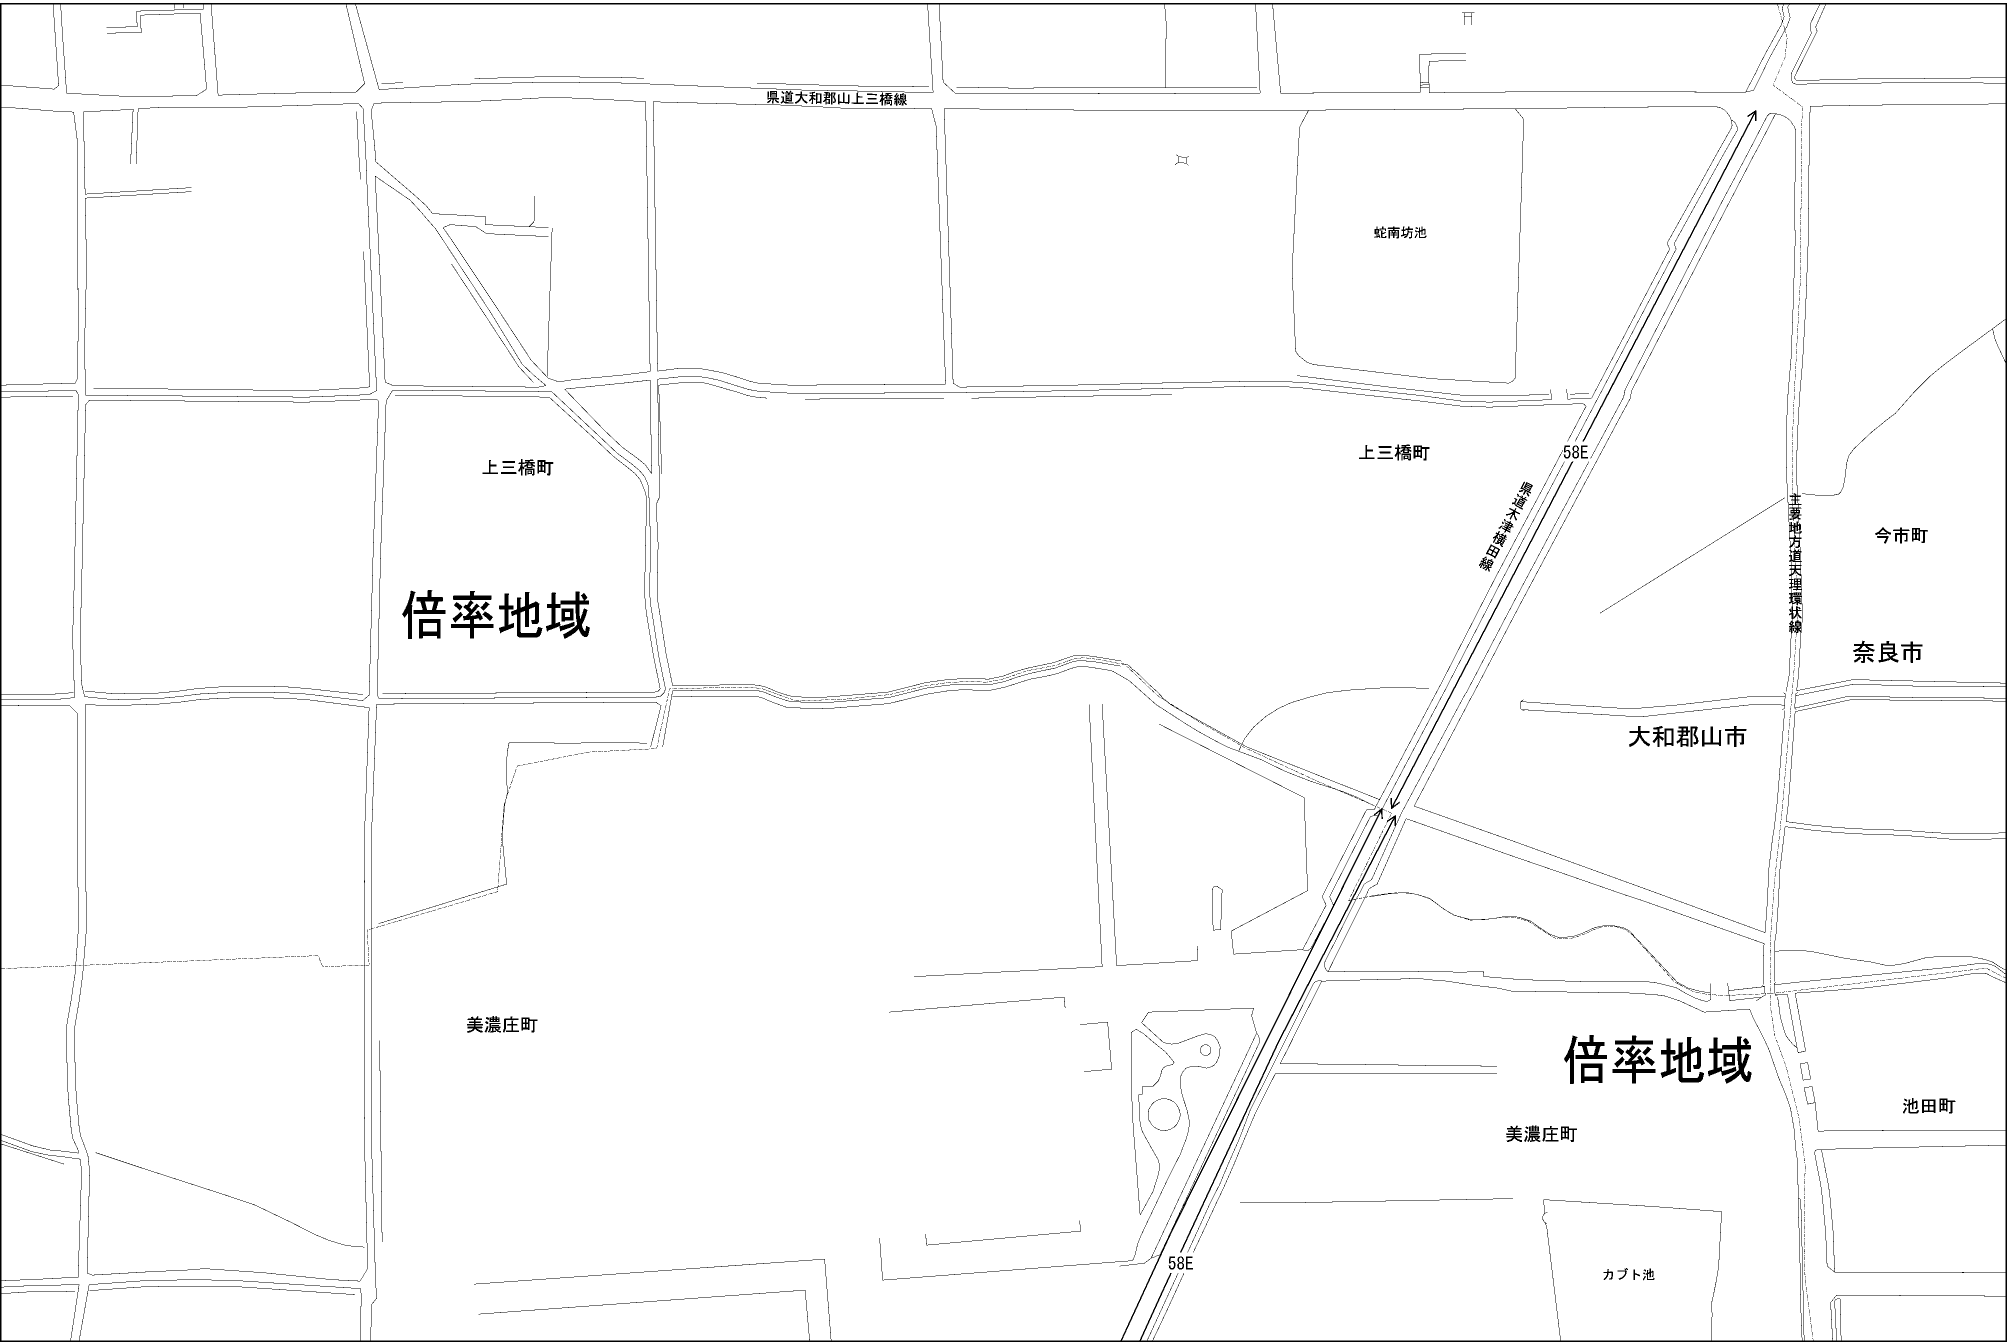 県道大和郡山上三橋線
蛇南坊池
上三橋町
上三橋町
58E
県道木津横田線
主要地方道天理環状線
今市町
倍率地域
奈良市
大和郡山市
美濃庄町
倍率地域
池田町
美濃庄町
58E
カブト池